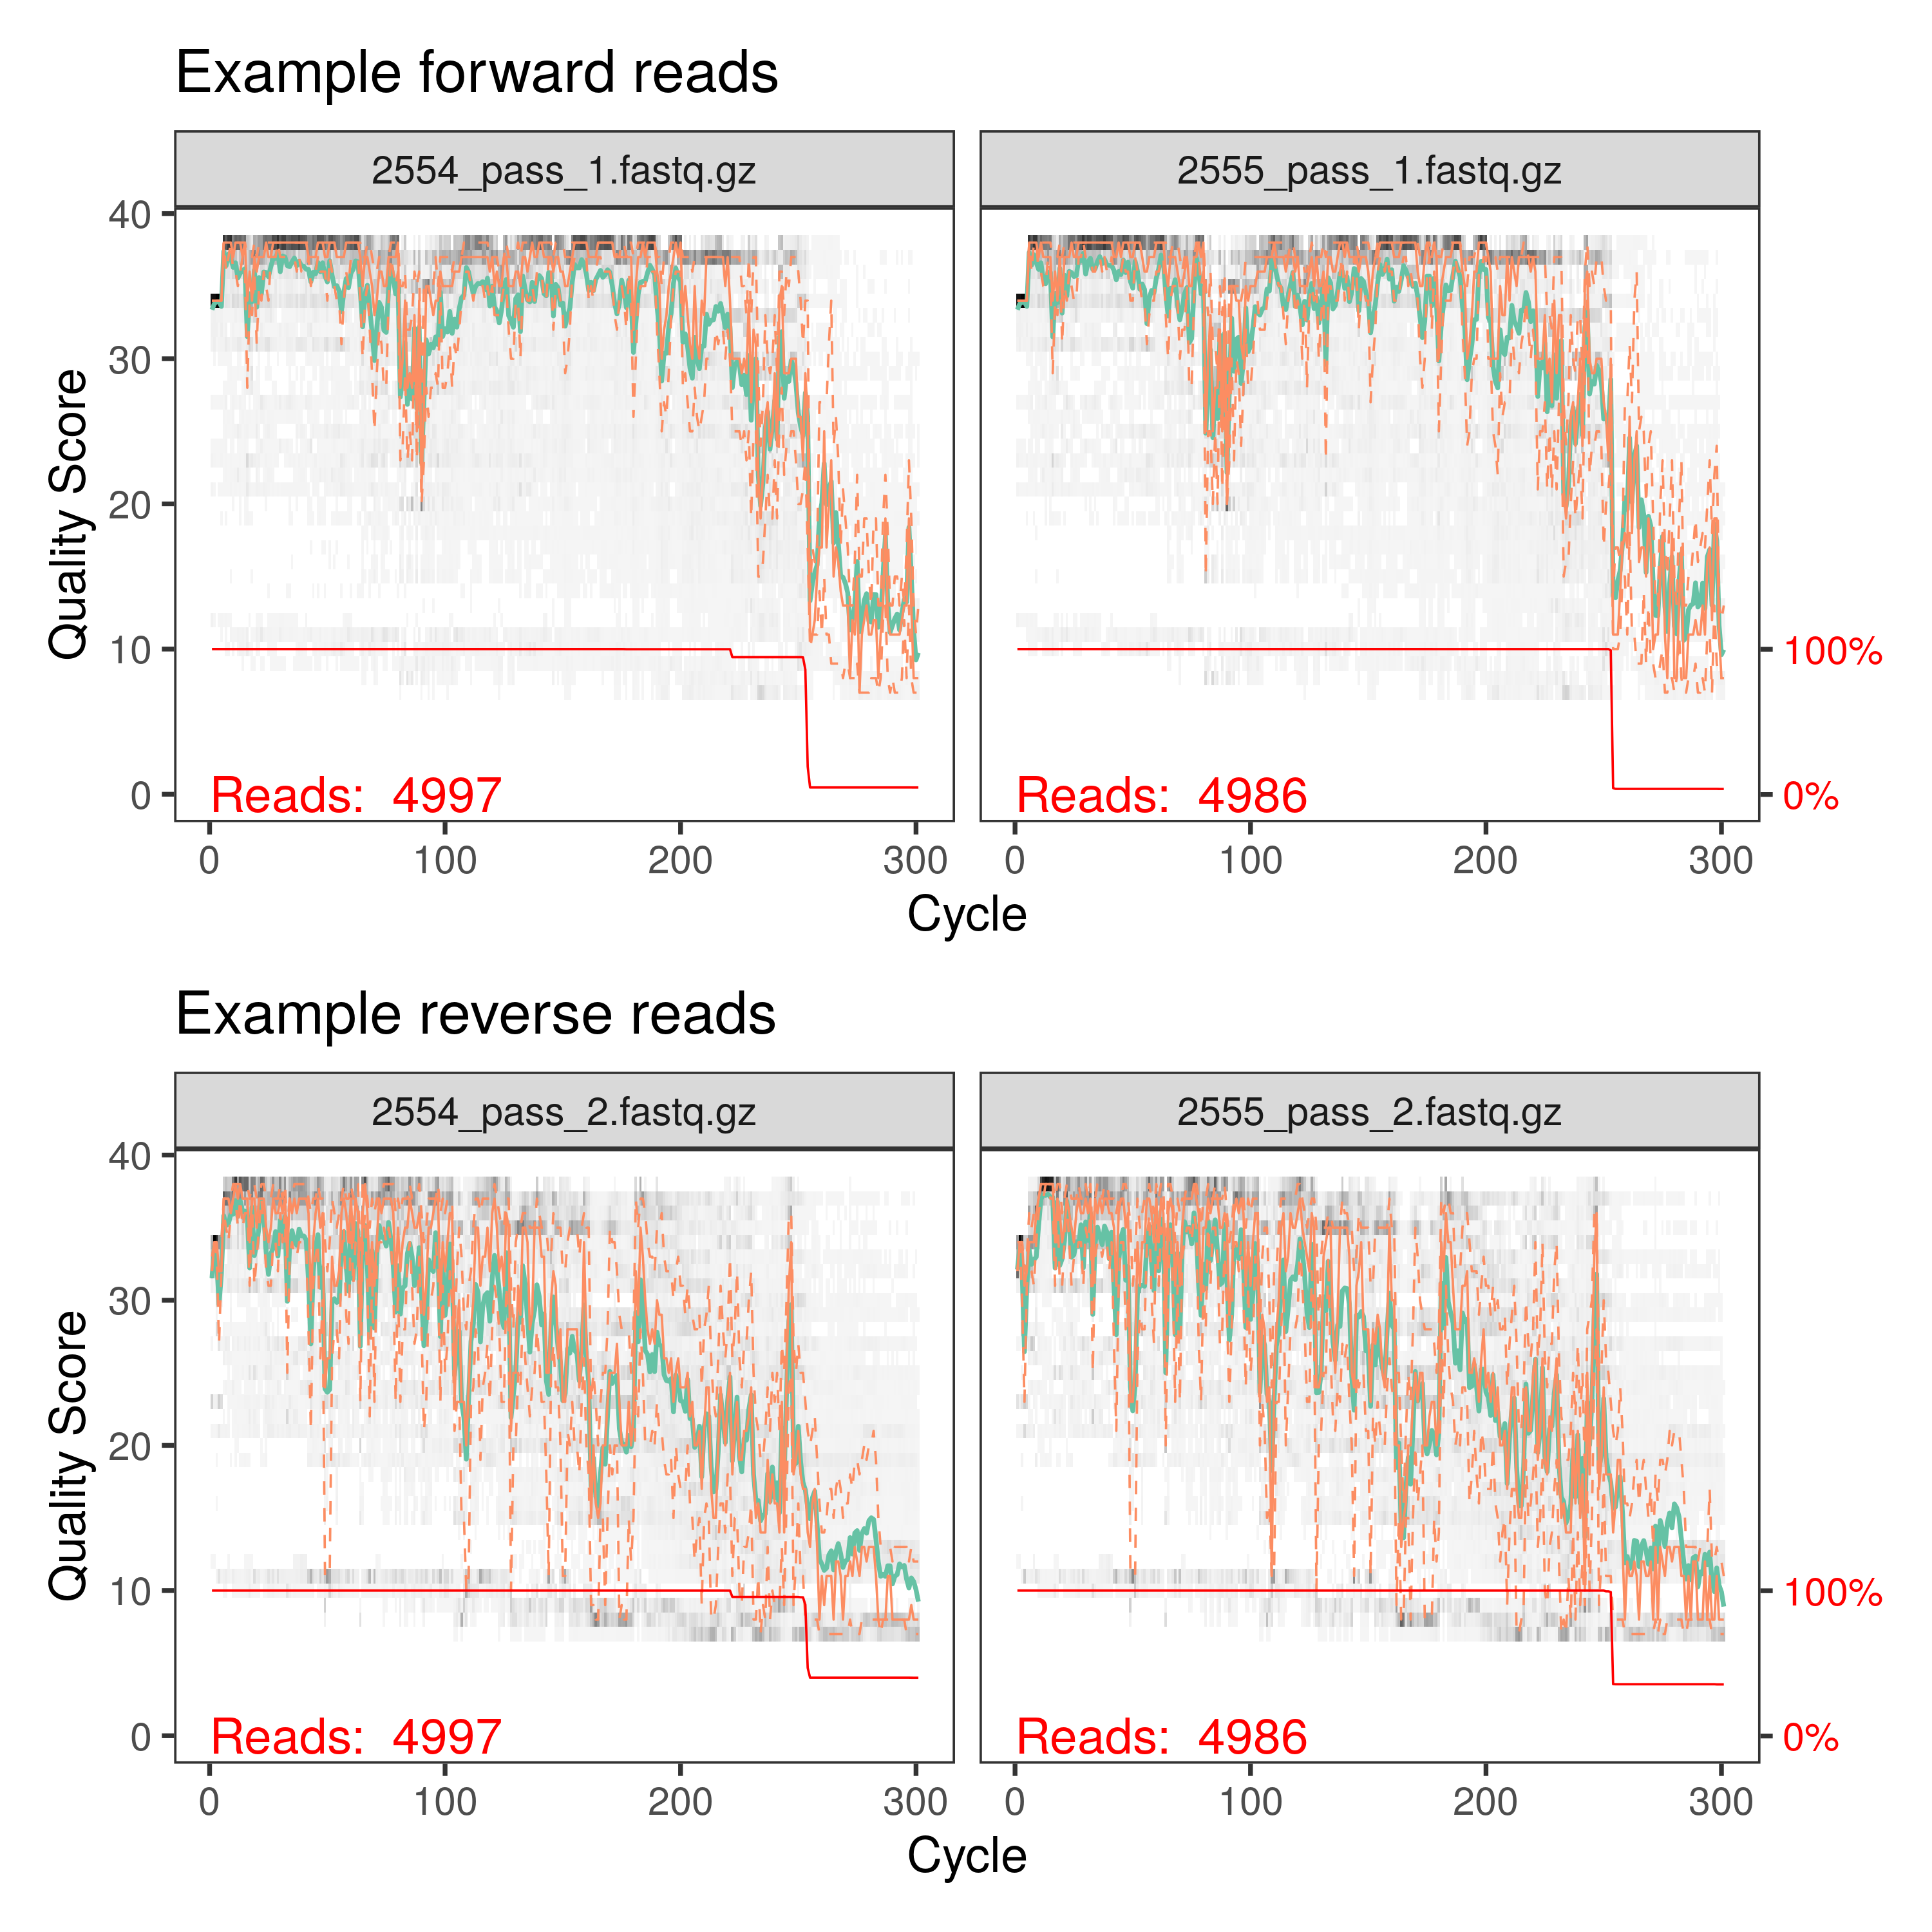 Example forward reads
2554_pass_1.fastq.gz 2555_pass_1.fastq.gz
Quality Score
40
30
20
10 100%
0 Reads: 4997 Reads: 4986 0%
0 100 200 300 0 100 200 300
Cycle
Example reverse reads
2554_pass_2.fastq.gz 2555_pass_2.fastq.gz
Quality Score
40
30
20
10 100%
0 Reads: 4997 Reads: 4986 0%
0 100 200 300 0 100 200 300
Cycle